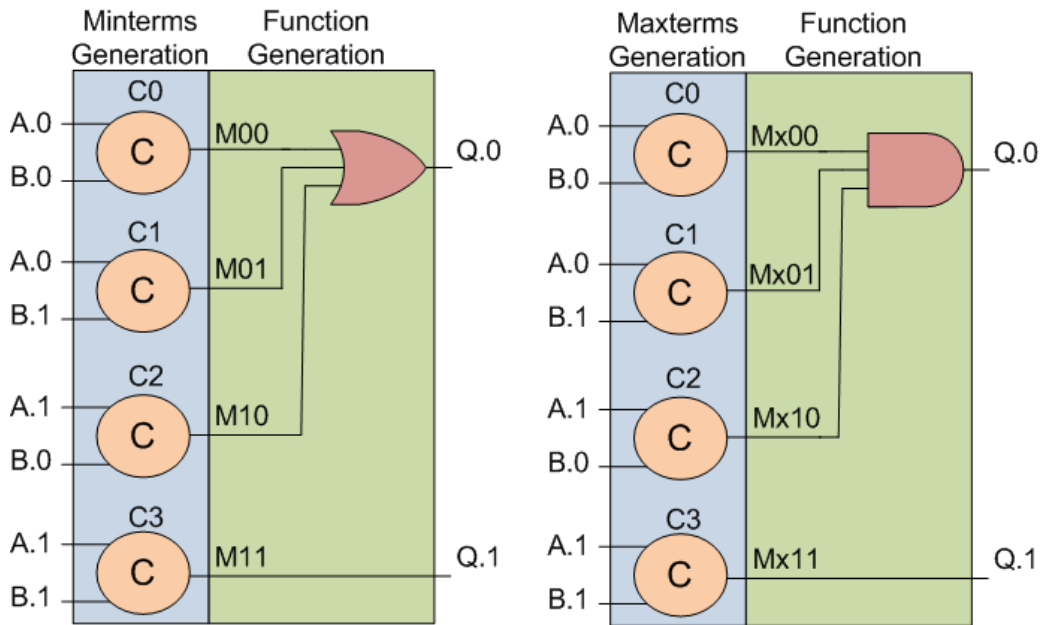 Minterms
Generation
Function
Generation
C0
A.0
B.0
C
M00
Q.0
C1
A.0
B.1
C
M01
C2
A.1
B.0
C
M10
C3
A.1
B.1
C
M11
Q.1
Maxterms
Generation
Function
Generation
C0
A.0
B.0
C
Mx00
Q.0
C1
A.0
B.1
C
Mx01
C2
A.1
B.0
C
Mx10
C3
A.1
B.1
C
Mx11
Q.1